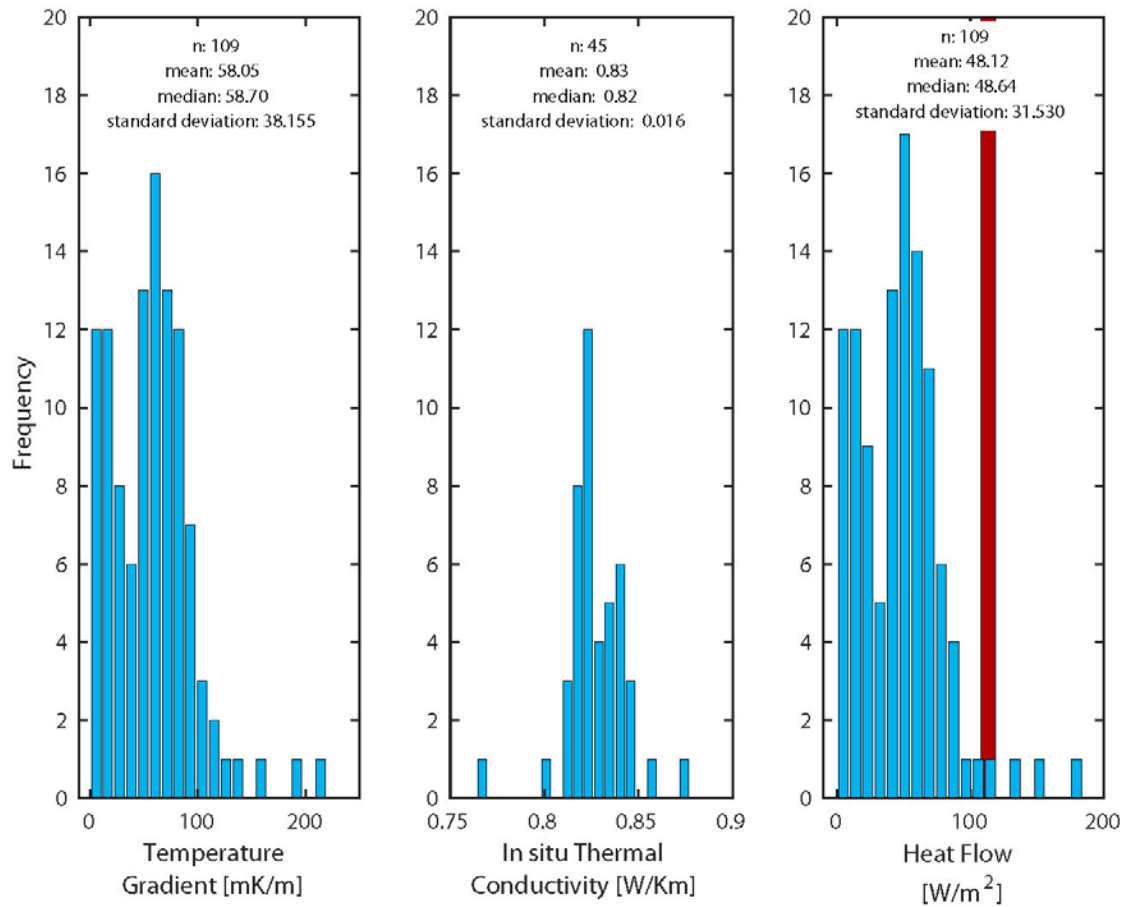 20
18
16
14
12
10
8
6
4
2
0
Frequency
n: 109
mean: 58.05
median: 58.70
standard deviation: 38.155
0 100 200
Temperature
Gradient [mK/m]
20
18
16
14
12
10
8
6
4
2
0
n: 45
mean: 0.83
median: 0.82
standard deviation: 0.016
0.75 0.8 0.85 0.9
In situ Thermal
Conductivity [W/Km]
20
18
16
14
12
10
8
6
4
2
0
n: 109
mean: 48.12
median: 48.64
standard deviation: 31.530
0 100 200
Heat Flow
[W/m²]